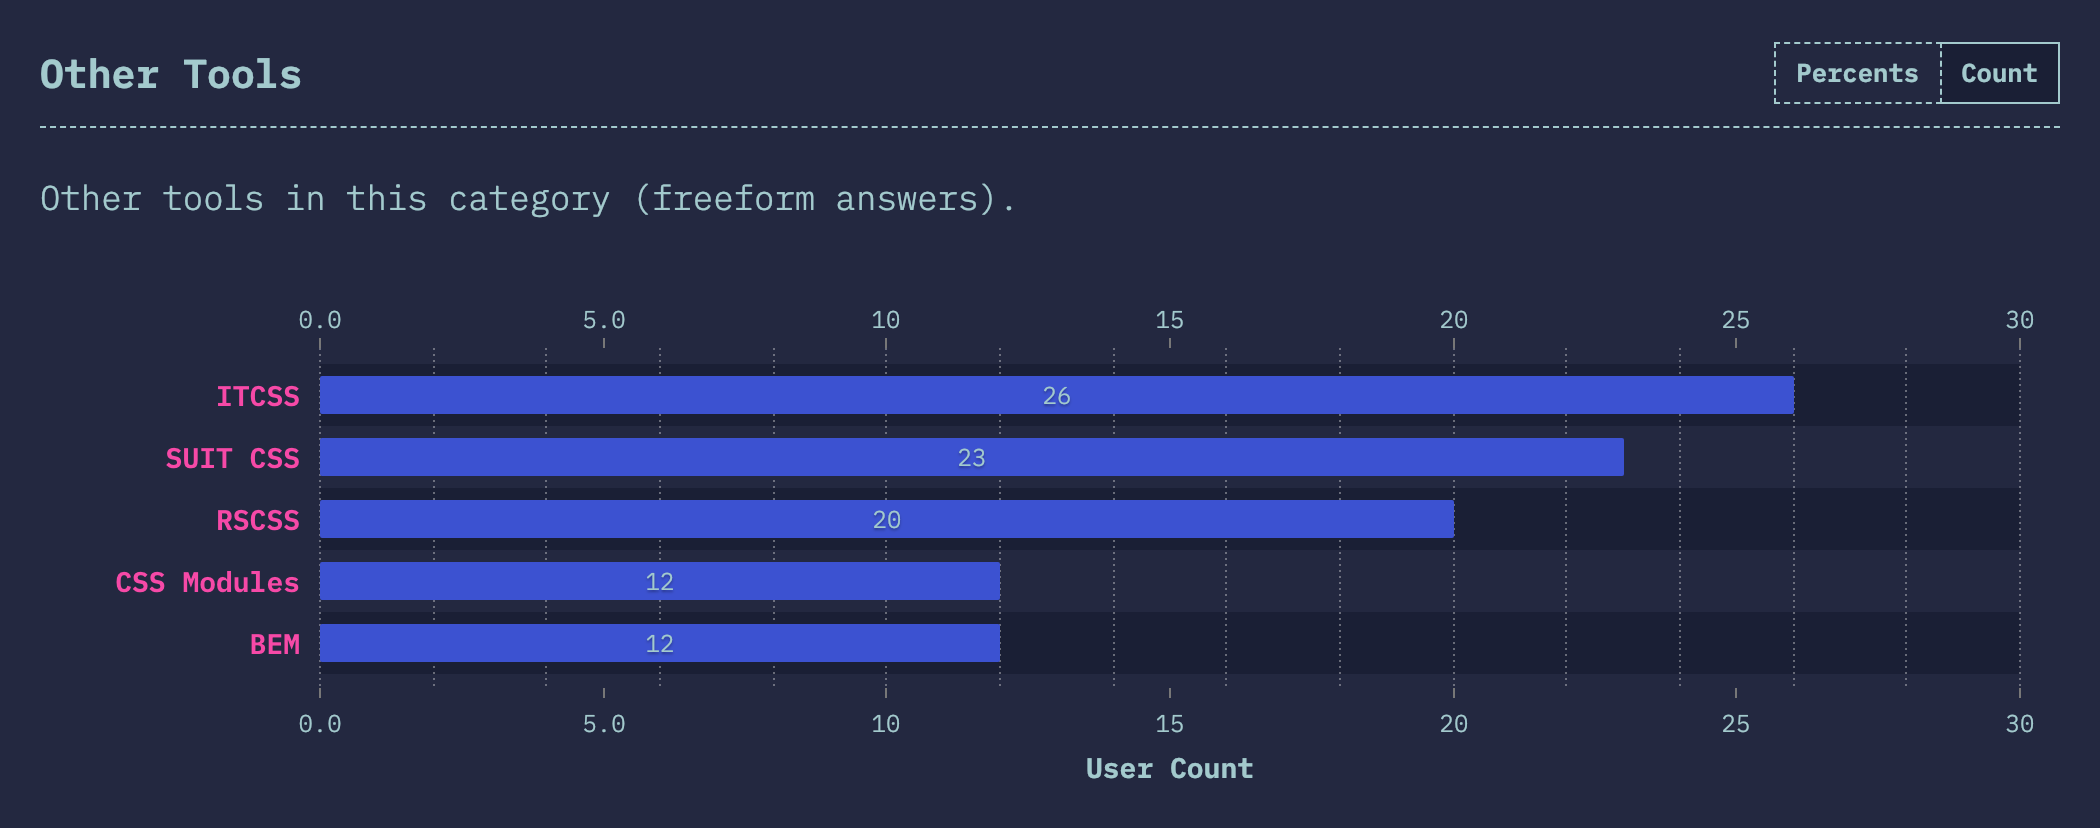 Other Tools
Percents Count
Other tools in this category (freeform answers).
0.0 5.0 10 15 20 25 30
ITCSS 26
SUIT CSS 23
RSCSS 20
CSS Modules 12
BEM 12
0.0 5.0 10 15 20 25 30
User Count